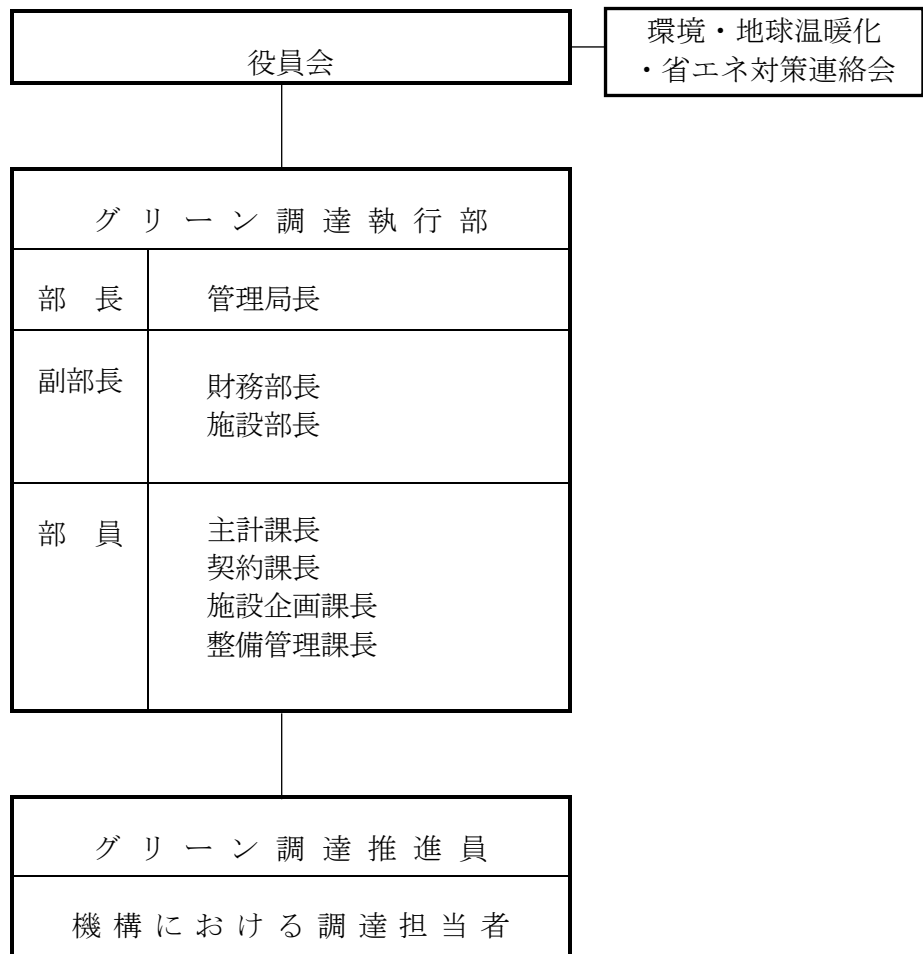 役員会
環境・地球温暖化
・省エネ対策連絡会
グリーン調達執行部
部　長　管理局長
副部長　財務部長
施設部長
部　員　主計課長
契約課長
施設企画課長
整備管理課長
グリーン調達推進員
機構における調達担当者